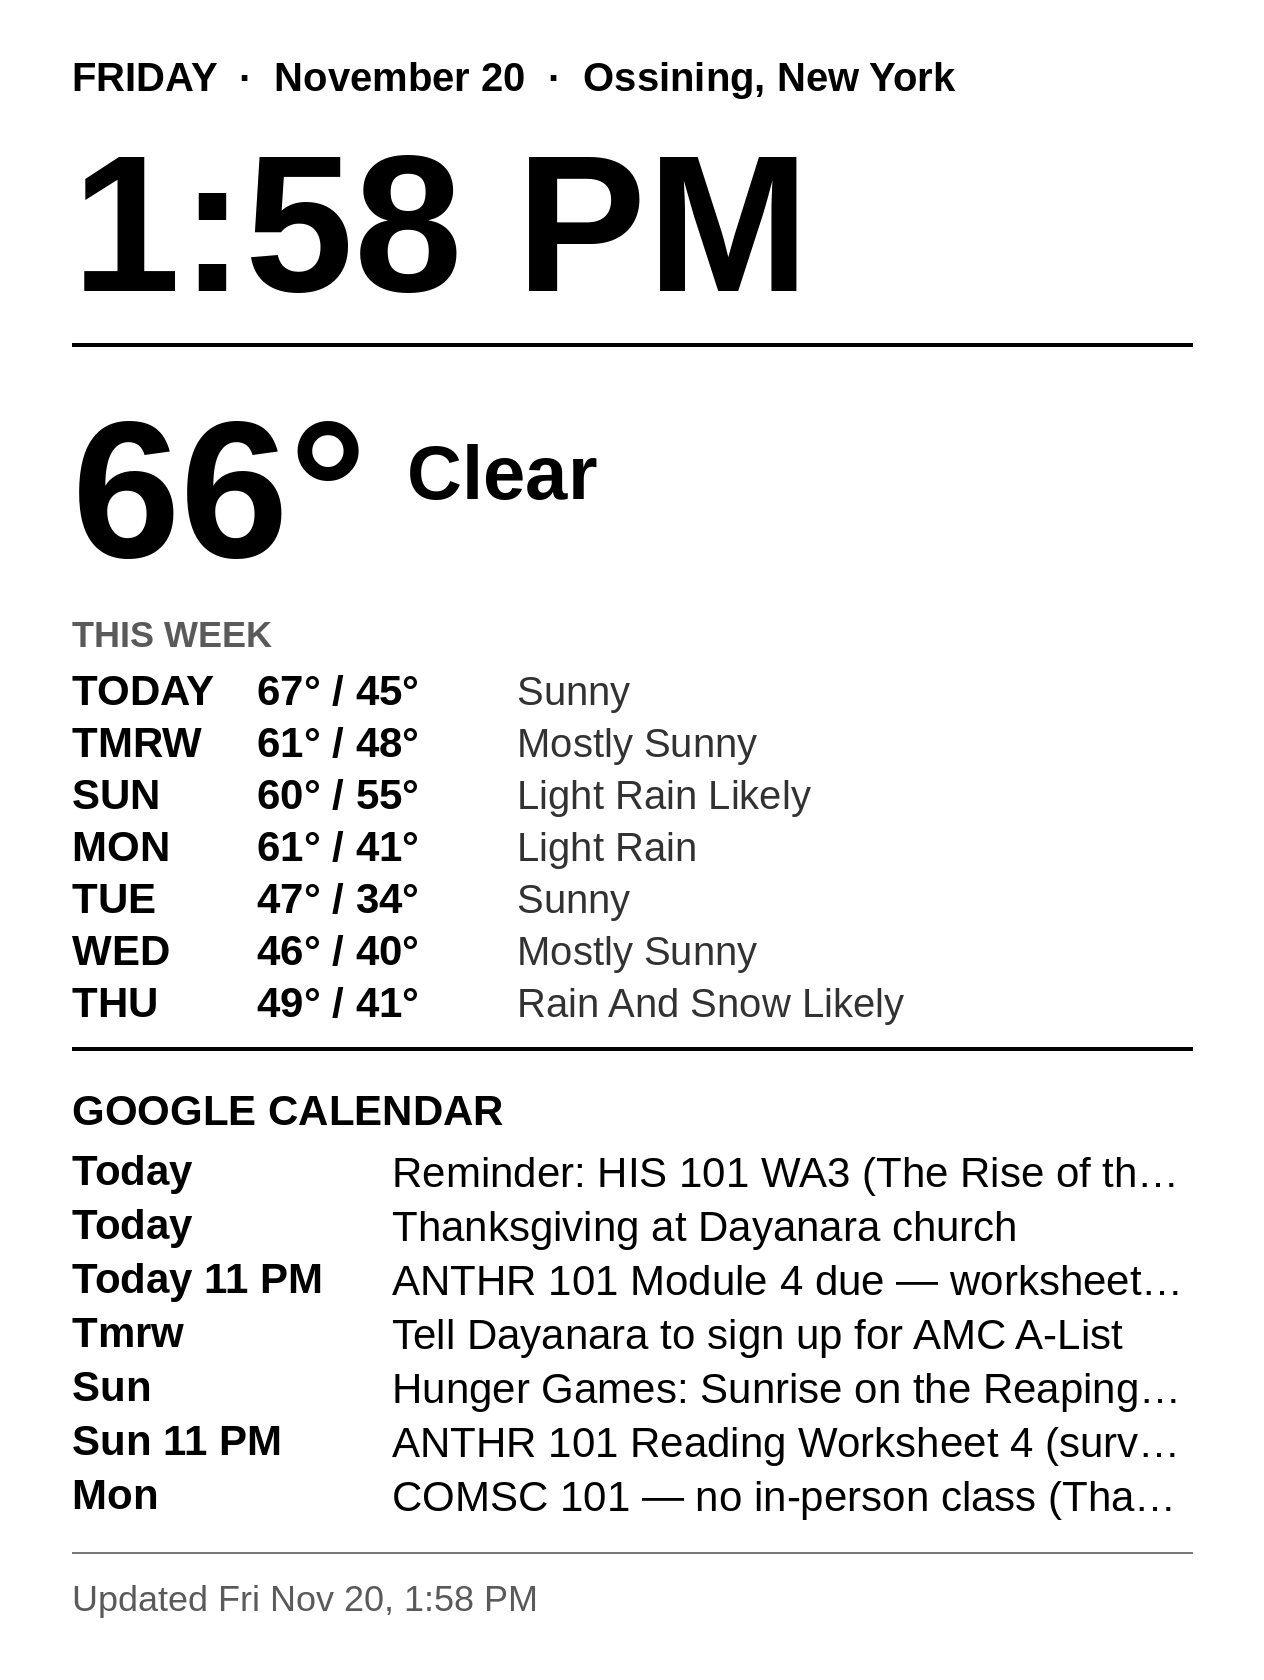 FRIDAY · November 20 · Ossining, New York
1:58 PM
66° Clear
THIS WEEK
TODAY 67° / 45° Sunny
TMRW 61° / 48° Mostly Sunny
SUN 60° / 55° Light Rain Likely
MON 61° / 41° Light Rain
TUE 47° / 34° Sunny
WED 46° / 40° Mostly Sunny
THU 49° / 41° Rain And Snow Likely
GOOGLE CALENDAR
Today Reminder: HIS 101 WA3 (The Rise of th…
Today Thanksgiving at Dayanara church
Today 11 PM ANTHR 101 Module 4 due — worksheet…
Tmrw Tell Dayanara to sign up for AMC A-List
Sun Hunger Games: Sunrise on the Reaping…
Sun 11 PM ANTHR 101 Reading Worksheet 4 (surv…
Mon COMSC 101 — no in-person class (Tha…
Updated Fri Nov 20, 1:58 PM